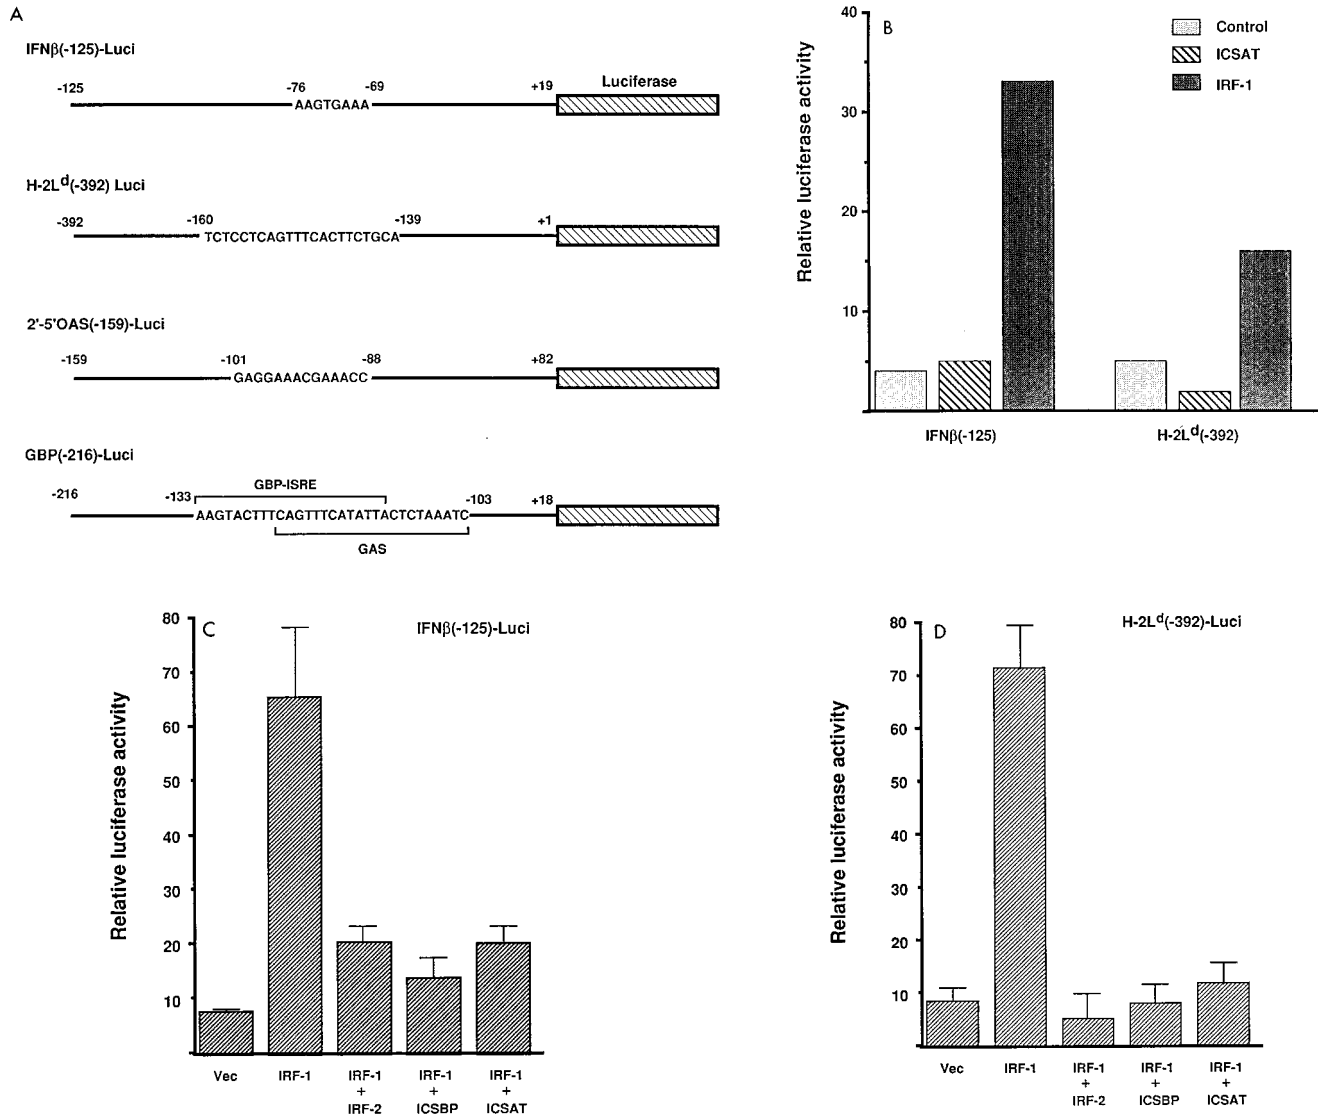 A
IFNβ(-125)-Luci
-125 -76 -69 +19 Luciferase
AAGTGAAA
H-2Ld(-392) Luci
-392 -160 -139 +1
TCTCCTCAGTTTCACTTCTGCA
2'-5'OAS(-159)-Luci
-159 -101 -88 +82
GAGGAAACGAAACC
GBP(-216)-Luci
GBP-ISRE
-216 -133 -103 +18
AAGTACTTTCAGTTTCATATTACTCTAAATC
GAS
B
Relative luciferase activity
40
30
20
10
Control
ICSAT
IRF-1
IFNβ(-125) H-2Ld(-392)
C
IFNβ(-125)-Luci
Relative luciferase activity
80
70
60
50
40
30
20
10
Vec IRF-1 IRF-1 IRF-1 IRF-1
+ + +
IRF-2 ICSBP ICSAT
D
H-2Ld(-392)-Luci
Relative luciferase activity
80
70
60
50
40
30
20
10
Vec IRF-1 IRF-1 IRF-1 IRF-1
+ + +
IRF-2 ICSBP ICSAT